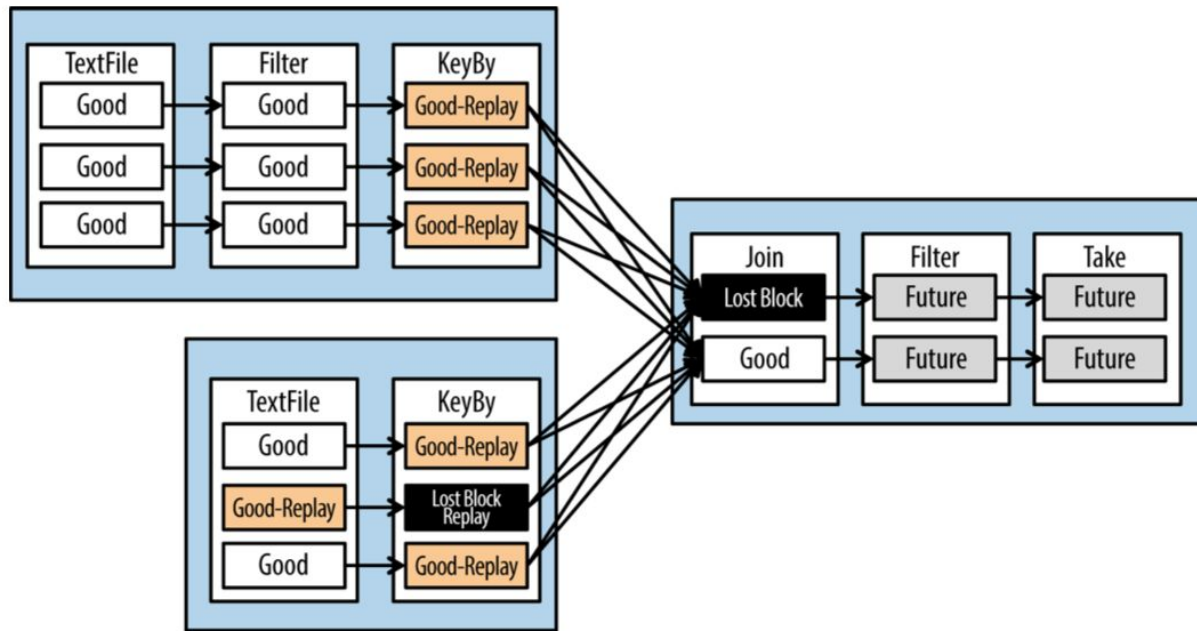 TextFile
Good
Good
Good
Filter
Good
Good
Good
KeyBy
Good-Replay
Good-Replay
Good-Replay
TextFile
Good
Good-Replay
Good
KeyBy
Good-Replay
Lost Block
Replay
Good-Replay
Join
Lost Block
Good
Filter
Future
Future
Take
Future
Future